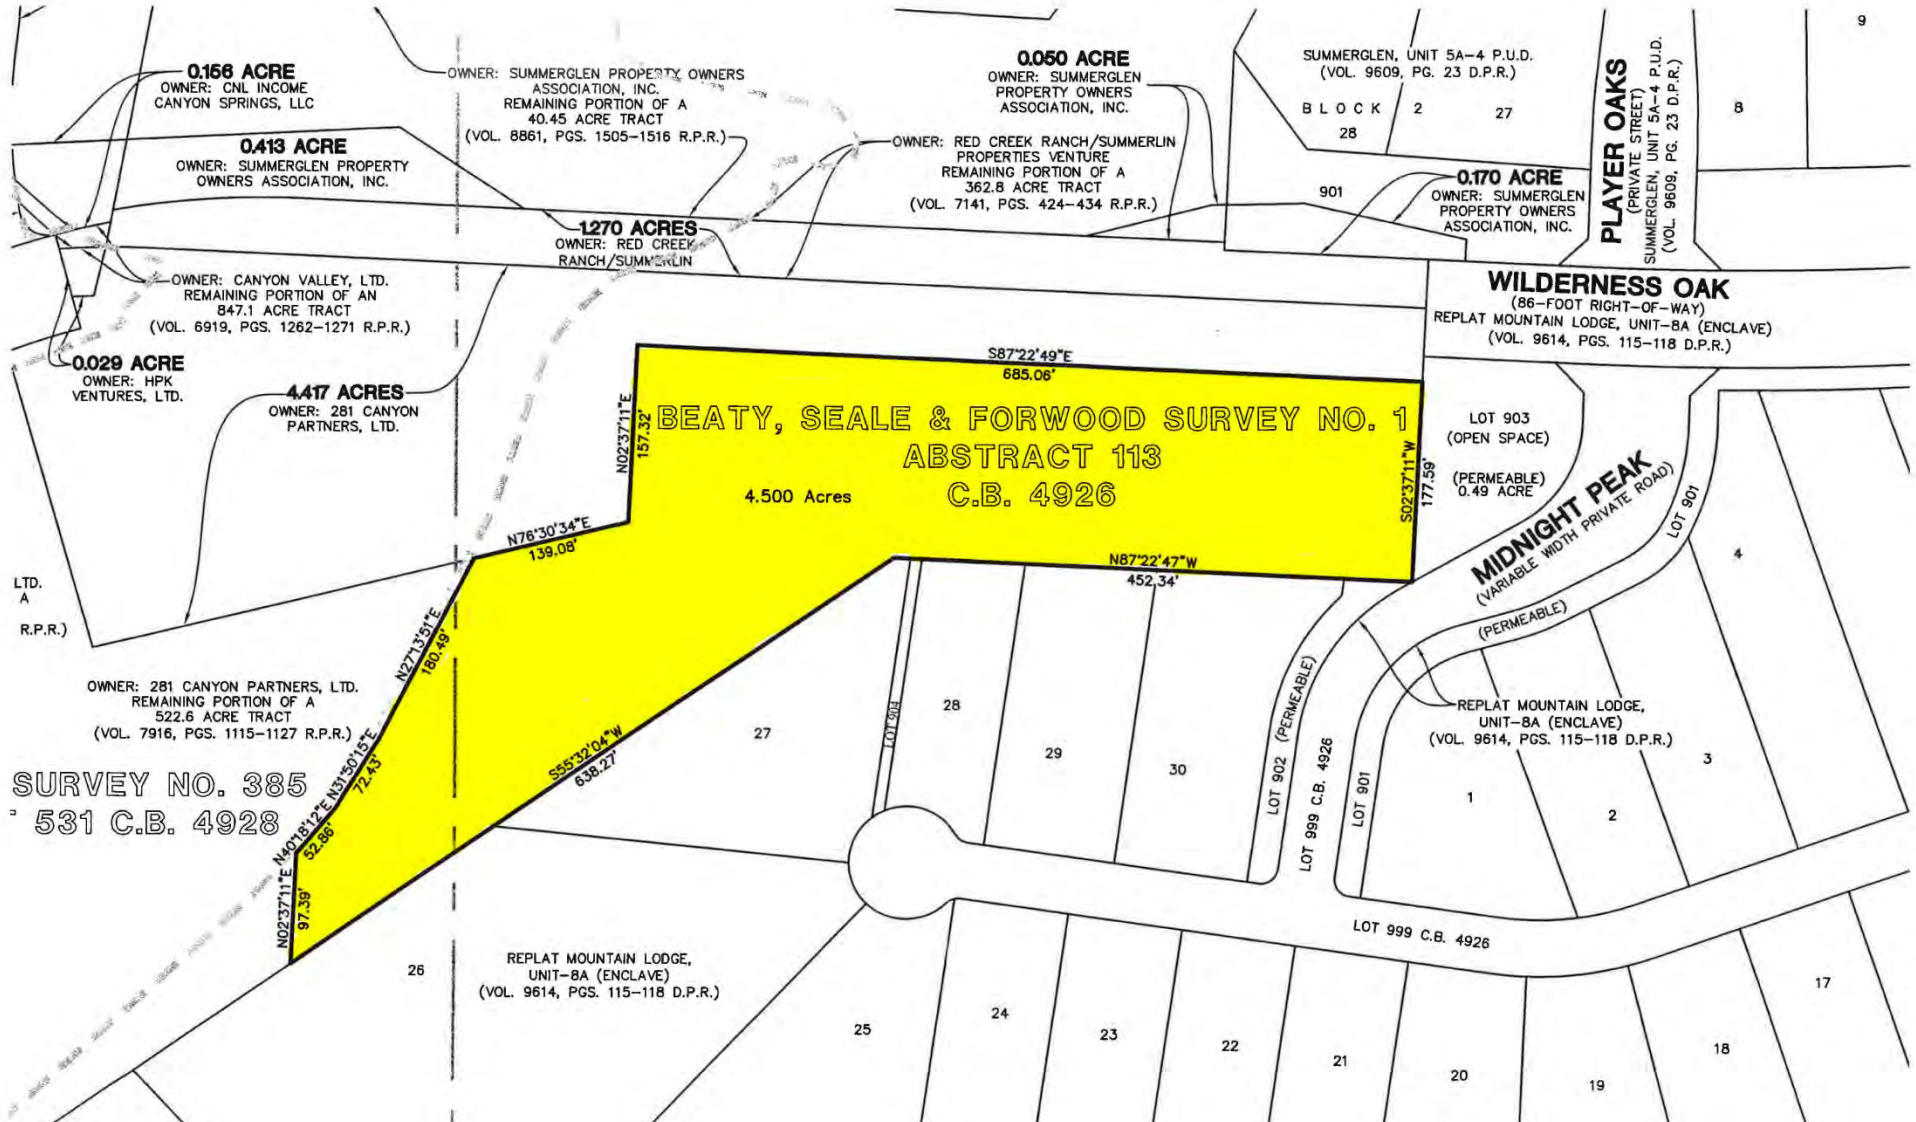 0.156 ACRE
OWNER: CNL INCOME
CANYON SPRINGS, LLC
0.413 ACRE
OWNER: SUMMERGLEN PROPERTY
OWNERS ASSOCIATION, INC.
OWNER: SUMMERGLEN PROPERTY OWNERS
ASSOCIATION, INC.
REMAINING PORTION OF A
40.45 ACRE TRACT
(VOL. 8861, PGS. 1505-1516 R.P.R.)
1.270 ACRES
OWNER: RED CREEK
RANCH/SUMMERLIN
0.050 ACRE
OWNER: SUMMERGLEN
PROPERTY OWNERS
ASSOCIATION, INC.
OWNER: RED CREEK RANCH/SUMMERLIN
PROPERTIES VENTURE
REMAINING PORTION OF A
362.8 ACRE TRACT
(VOL. 7141, PGS. 424-434 R.P.R.)
SUMMERGLEN, UNIT 5A-4 P.U.D.
(VOL. 9609, PG. 23 D.P.R.)
BLOCK 2
28
27
901
0.170 ACRE
OWNER: SUMMERGLEN
PROPERTY OWNERS
ASSOCIATION, INC.
PLAYER OAKS
(PRIVATE STREET)
SUMMERGLEN, UNIT 5A-4 P.U.D.
(VOL. 9609, PG. 23 D.P.R.)
9
8
WILDERNESS OAK
(86-FOOT RIGHT-OF-WAY)
REPLAT MOUNTAIN LODGE, UNIT-8A (ENCLAVE)
(VOL. 9614, PGS. 115-118 D.P.R.)
OWNER: CANYON VALLEY, LTD.
REMAINING PORTION OF AN
847.1 ACRE TRACT
(VOL. 6919, PGS. 1262-1271 R.P.R.)
0.029 ACRE
OWNER: HPK
VENTURES, LTD.
4.417 ACRES
OWNER: 281 CANYON
PARTNERS, LTD.
S87°22'49"E
685.06'
N02°37'11"E
157.32'
BEATY, SEALE & FORWOOD SURVEY NO. 1
ABSTRACT 113
C.B. 4926
4.500 Acres
S02°37'11"W
177.59'
LOT 903
(OPEN SPACE)
(PERMEABLE)
0.49 ACRE
MIDNIGHT PEAK
(VARIABLE WIDTH PRIVATE ROAD)
LOT 901
(PERMEABLE)
4
N76°30'34"E
139.08'
N87°22'47"W
452.34'
LTD.
A
R.P.R.)
N27°13'51"E
180.49'
OWNER: 281 CANYON PARTNERS, LTD.
REMAINING PORTION OF A
522.6 ACRE TRACT
(VOL. 7916, PGS. 1115-1127 R.P.R.)
N31°50'15"E
72.43'
S55°32'04"W
638.27'
SURVEY NO. 385
531 C.B. 4928
N40°18'12"E
52.86'
N02°37'11"E
97.39'
27
LOT 904
28
29
30
LOT 902 (PERMEABLE)
LOT 999 C.B. 4926
LOT 901
REPLAT MOUNTAIN LODGE,
UNIT-8A (ENCLAVE)
(VOL. 9614, PGS. 115-118 D.P.R.)
1
2
3
LOT 999 C.B. 4926
26
REPLAT MOUNTAIN LODGE,
UNIT-8A (ENCLAVE)
(VOL. 9614, PGS. 115-118 D.P.R.)
25
24
23
22
21
20
19
18
17